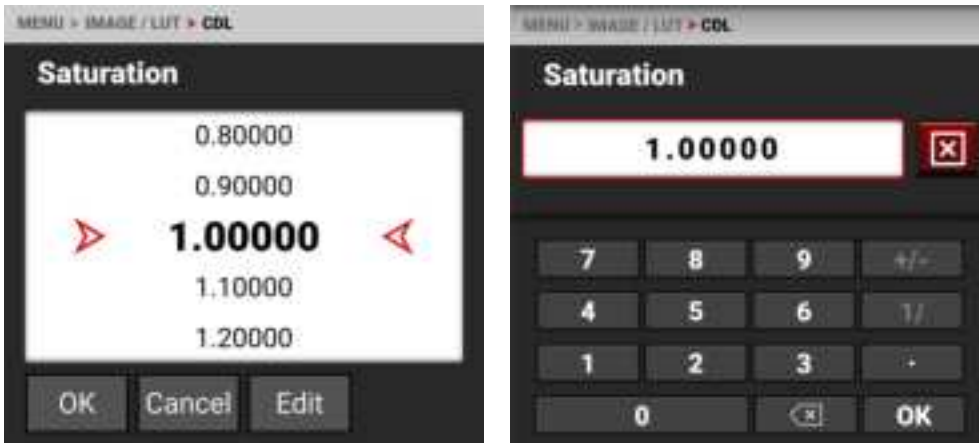 MENU > IMAGE / LUT > CDL
Saturation
0.80000
0.90000
1.00000
1.10000
1.20000
OK Cancel Edit
MENU > IMAGE / LUT > CDL
Saturation
1.00000
7 8 9 +/-
4 5 6 1/
1 2 3 .
0 OK